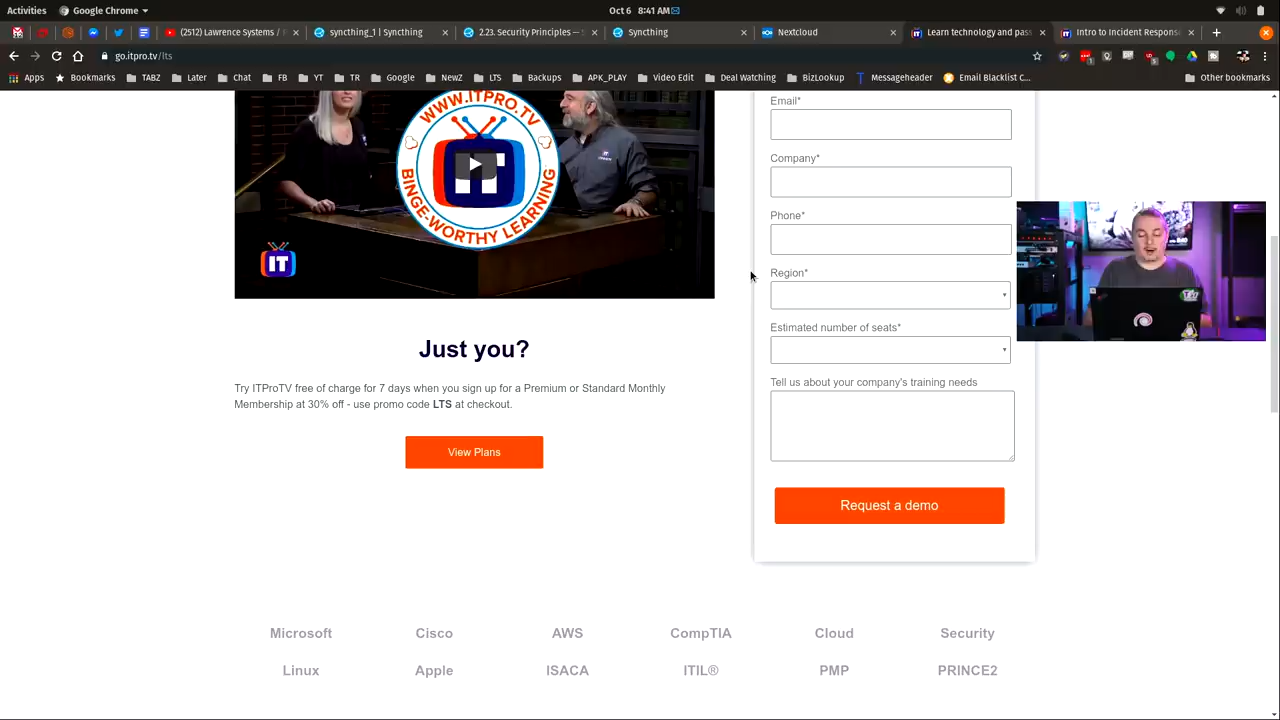 Activities
Google Chrome
Oct 6 8:41 AM
(2512) Lawrence Systems /
syncthing_1 | Syncthing
2.23. Security Principles —
Syncthing
Nextcloud
Learn technology and pass
Intro to Incident Respons
go.itpro.tv/lts
Apps
Bookmarks
TABZ
Later
Chat
FB
YT
TR
Google
NewZ
LTS
Backups
APK_PLAY
Video Edit
Deal Watching
BizLookup
Messageheader
Email Blacklist C...
Other bookmarks
WWW.ITPRO.TV
IT
BINGE-WORTHY LEARNING
IT
Email*
Company*
Phone*
Region*
Estimated number of seats*
Tell us about your company's training needs
Request a demo
Just you?
Try ITProTV free of charge for 7 days when you sign up for a Premium or Standard Monthly
Membership at 30% off - use promo code LTS at checkout.
View Plans
Microsoft Cisco AWS CompTIA Cloud Security
Linux Apple ISACA ITIL® PMP PRINCE2